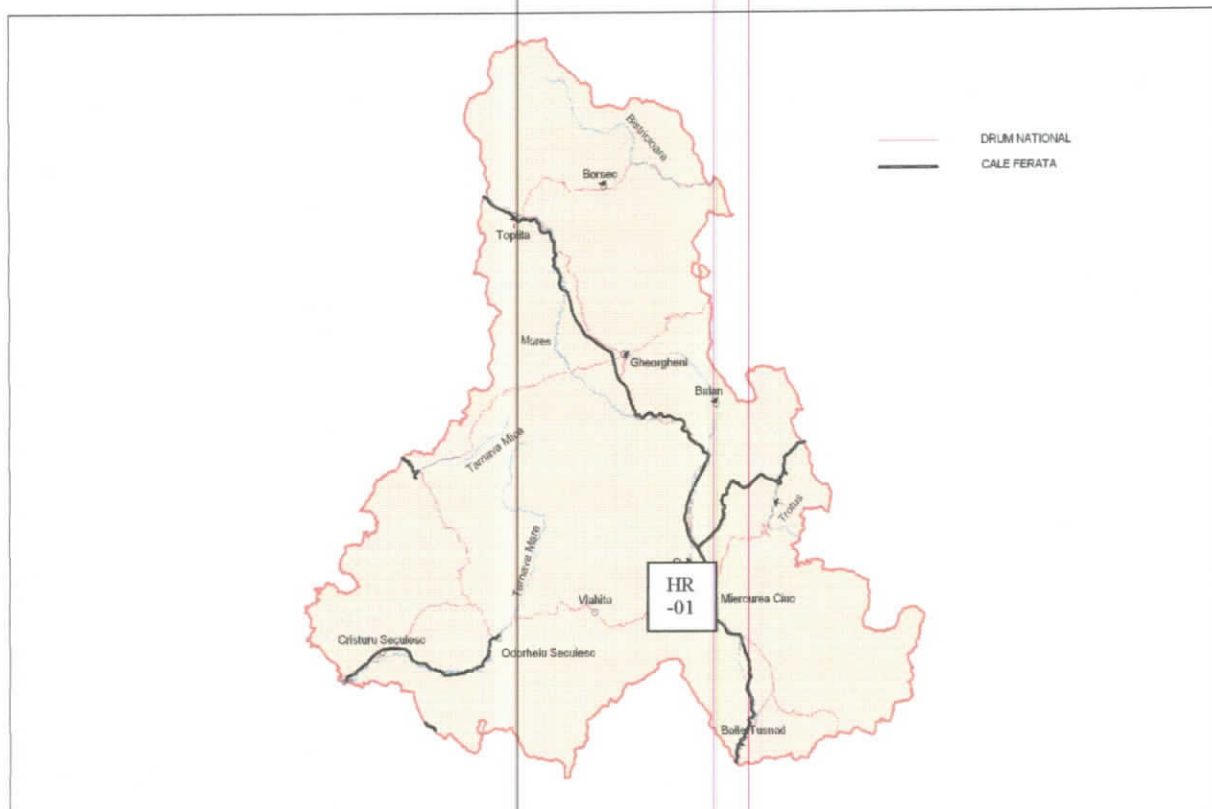 DRUM NATIONAL
CALE FERATA
Bistricioara
Borsec
Toplita
Mures
Gheorgheni
Balan
Tarnava Mica
Trotus
Tarnava Mare
HR
-01
Miercurea Ciuc
Vlahita
Cristuru Secuiesc
Odorheiu Secuiesc
Baile Tusnad